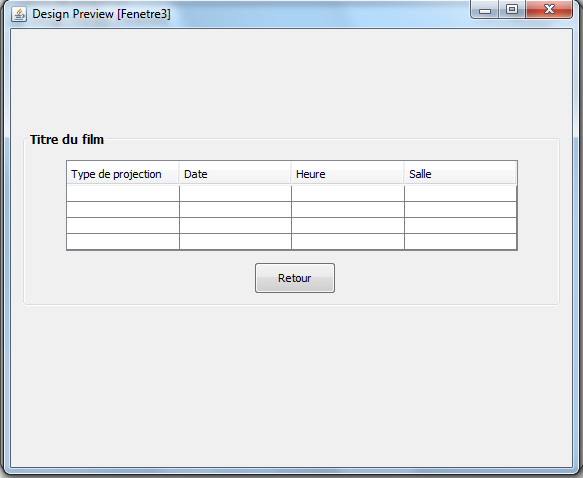 Design Preview [Fenetre3]
Titre du film
Type de projection Date Heure Salle
Retour